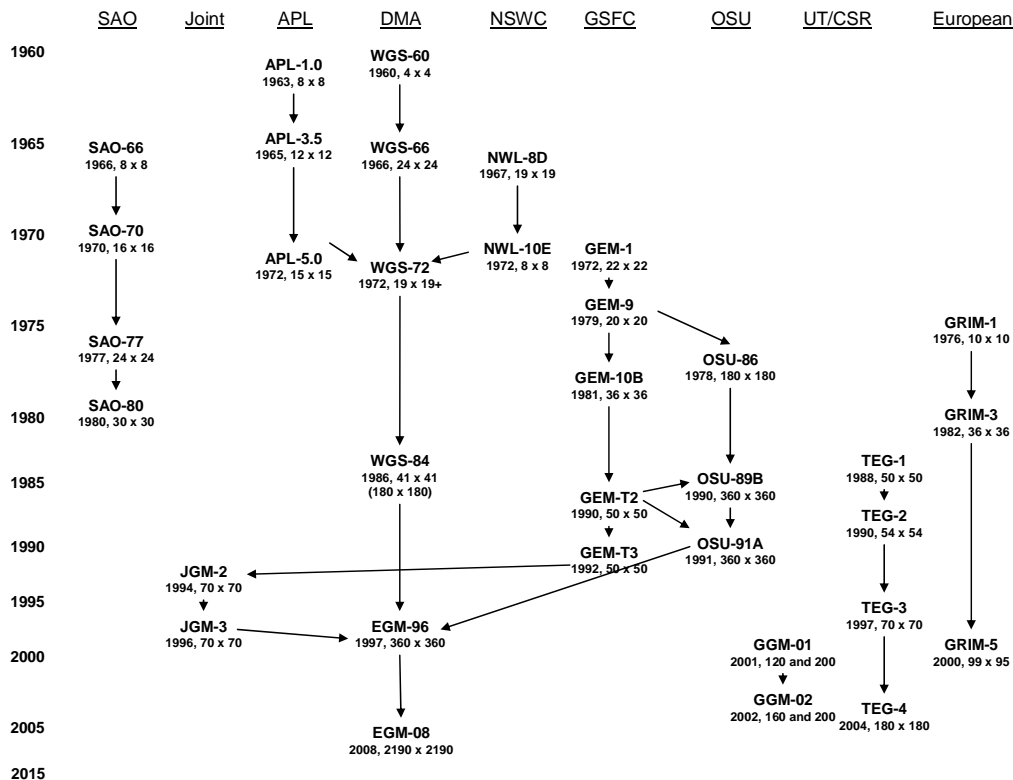 SAO Joint APL DMA NSWC GSFC OSU UT/CSR European
1960
WGS-60
1960, 4 x 4
APL-1.0
1963, 8 x 8
1965
APL-3.5
1965, 12 x 12
SAO-66
1966, 8 x 8
WGS-66
1966, 24 x 24
NWL-8D
1967, 19 x 19
1970
SAO-70
1970, 16 x 16
APL-5.0
1972, 15 x 15
WGS-72
1972, 19 x 19+
NWL-10E
1972, 8 x 8
GEM-1
1972, 22 x 22
GEM-9
1979, 20 x 20
1975
GRIM-1
1976, 10 x 10
SAO-77
1977, 24 x 24
OSU-86
1978, 180 x 180
GEM-10B
1981, 36 x 36
SAO-80
1980, 30 x 30
1980
GRIM-3
1982, 36 x 36
WGS-84
1986, 41 x 41
(180 x 180)
TEG-1
1988, 50 x 50
1985
OSU-89B
1990, 360 x 360
GEM-T2
1990, 50 x 50
TEG-2
1990, 54 x 54
1990
GEM-T3
1992, 50 x 50
OSU-91A
1991, 360 x 360
JGM-2
1994, 70 x 70
1995
JGM-3
1996, 70 x 70
EGM-96
1997, 360 x 360
TEG-3
1997, 70 x 70
2000
GGM-01
2001, 120 and 200
GRIM-5
2000, 99 x 95
GGM-02
2002, 160 and 200
TEG-4
2004, 180 x 180
2005
EGM-08
2008, 2190 x 2190
2015